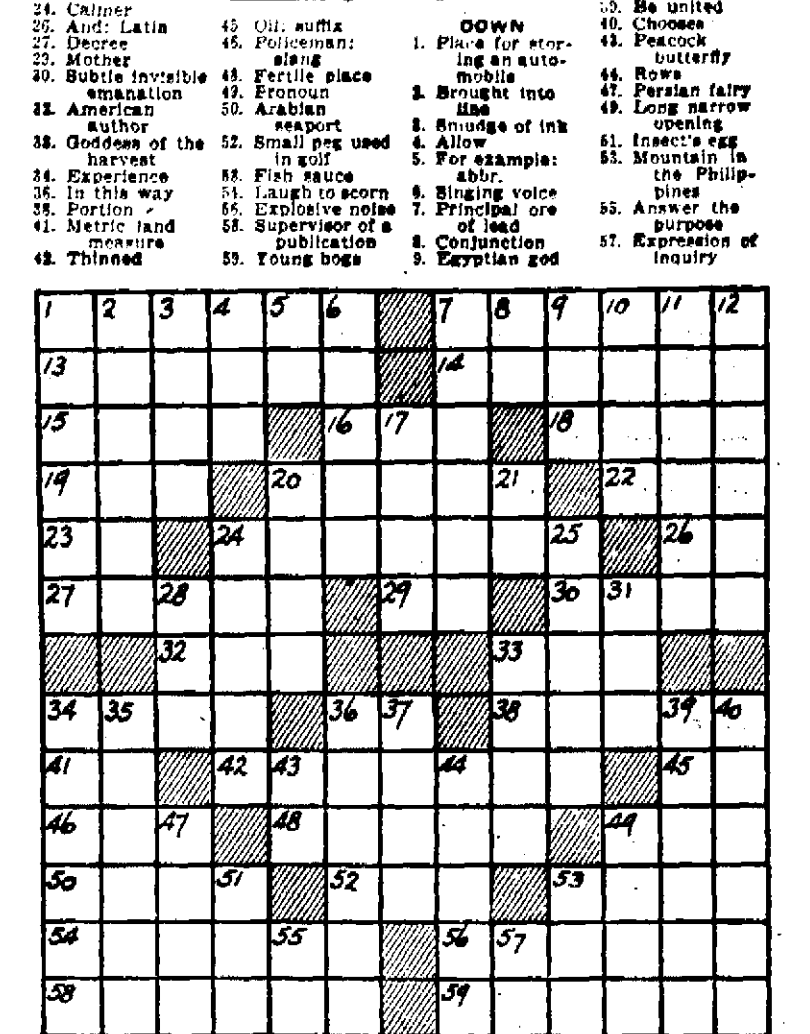 24. Calmer
26. And: Latin
27. Decree
29. Mother
30. Subtle invisible
emanation
32. American
author
33. Goddess of the
harvest
34. Experience
36. In this way
38. Portion
41. Metric land
measure
42. Thinned
45 Oil: suffix
46. Policeman:
slang
48. Fertile place
49. Pronoun
50. Arabian
seaport
52. Small peg used
in golf
53. Fish sauce
54. Laugh to scorn
56. Explosive noise
58. Supervisor of a
publication
59. Young hogs
DOWN
1. Place for stor-
ing an auto-
mobile
2. Brought into
line
3. Smudge of ink
4. Allow
5. For example:
abbr.
6. Singing voice
7. Principal ore
of lead
8. Conjunction
9. Egyptian god
39. Be united
40. Chooses
43. Peacock
butterfly
44. Rows
47. Persian fairy
49. Long narrow
opening
51. Insect's egg
53. Mountain in
the Philip-
pines
55. Answer the
purpose
57. Expression of
inquiry
1 2 3 4 5 6 7 8 9 10 11 12
13 14
15 16 17 18
19 20 21 22
23 24 25 26
27 28 29 30 31
32 33
34 35 36 37 38 39 40
41 42 43 44 45
46 47 48 49
50 51 52 53
54 55 56 57
58 59